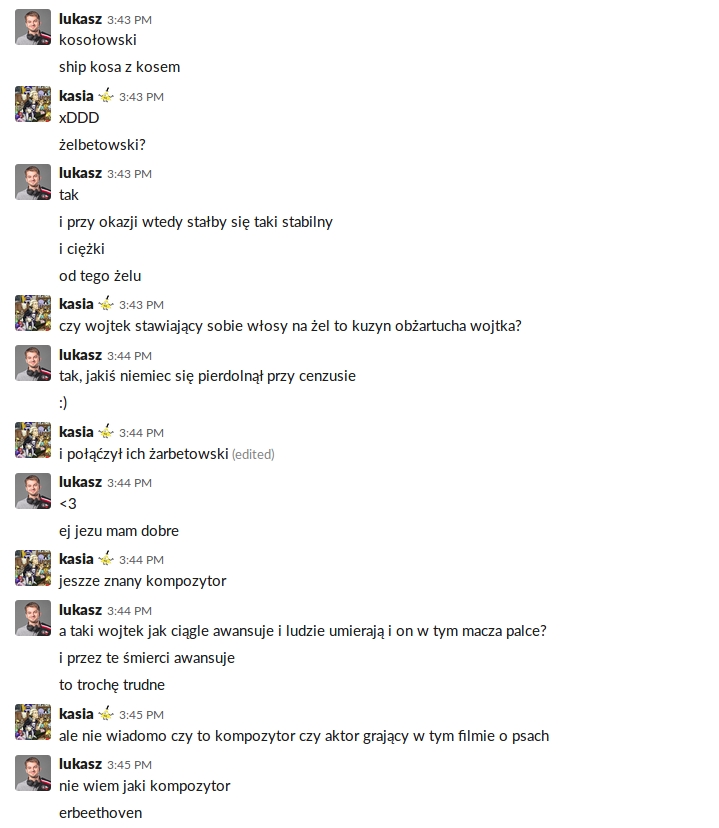 lukasz 3:43 PM
kosołowski
ship kosa z kosem
kasia 3:43 PM
xDDD
żelbetowski?
lukasz 3:43 PM
tak
i przy okazji wtedy stałby się taki stabilny
i ciężki
od tego żelu
kasia 3:43 PM
czy wojtek stawiający sobie włosy na żel to kuzyn obżartucha wojtka?
lukasz 3:44 PM
tak, jakiś niemiec się pierdolnął przy cenzusie
:)
kasia 3:44 PM
i połąćzył ich żarbetowski (edited)
lukasz 3:44 PM
<3
ej jezu mam dobre
kasia 3:44 PM
jeszze znany kompozytor
lukasz 3:44 PM
a taki wojtek jak ciągle awansuje i ludzie umierają i on w tym macza palce?
i przez te śmierci awansuje
to trochę trudne
kasia 3:45 PM
ale nie wiadomo czy to kompozytor czy aktor grający w tym filmie o psach
lukasz 3:45 PM
nie wiem jaki kompozytor
erbeethoven